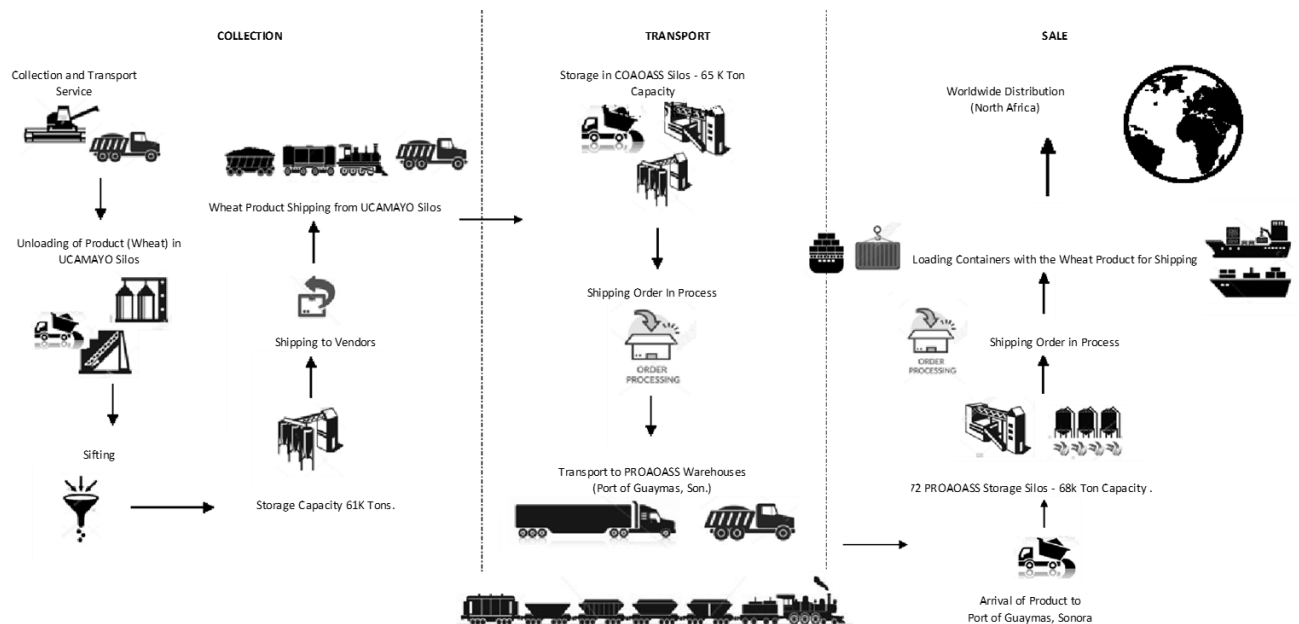 COLLECTION
Collection and Transport
Service
Unloading of Product (Wheat) in
UCAMAYO Silos
Sifting
Storage Capacity 61K Tons.
Shipping to Vendors
Wheat Product Shipping from UCAMAYO Silos
TRANSPORT
Storage in COAOASS Silos - 65 K Ton
Capacity
Shipping Order In Process
ORDER
PROCESSING
Transport to PROAOASS Warehouses
(Port of Guaymas, Son.)
SALE
Arrival of Product to
Port of Guaymas, Sonora
72 PROAOASS Storage Silos - 68k Ton Capacity .
Shipping Order in Process
ORDER
PROCESSING
Loading Containers with the Wheat Product for Shipping
Worldwide Distribution
(North Africa)